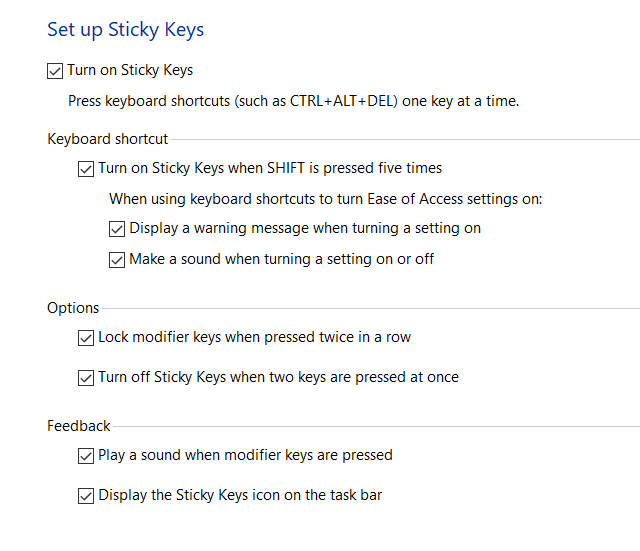 Set up Sticky Keys
Turn on Sticky Keys
Press keyboard shortcuts (such as CTRL+ALT+DEL) one key at a time.
Keyboard shortcut
Turn on Sticky Keys when SHIFT is pressed five times
When using keyboard shortcuts to turn Ease of Access settings on:
Display a warning message when turning a setting on
Make a sound when turning a setting on or off
Options
Lock modifier keys when pressed twice in a row
Turn off Sticky Keys when two keys are pressed at once
Feedback
Play a sound when modifier keys are pressed
Display the Sticky Keys icon on the task bar